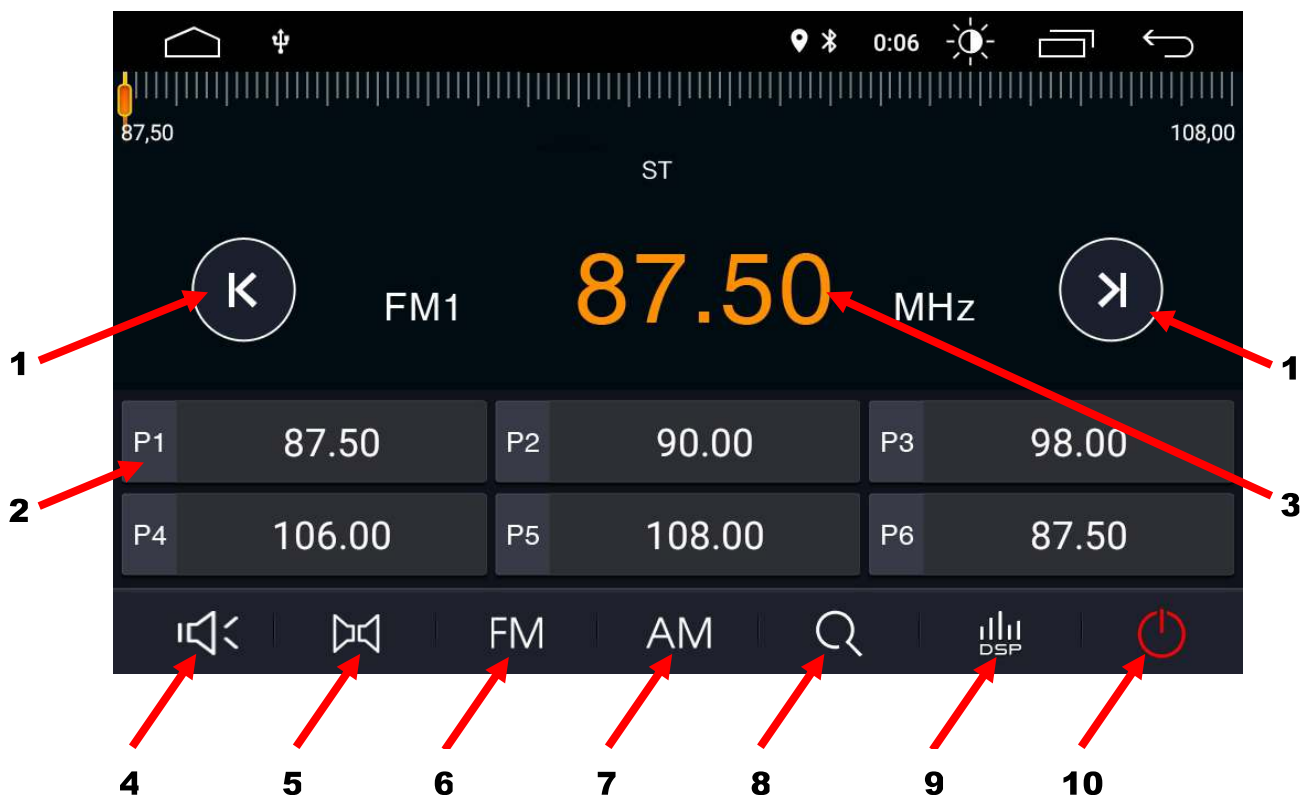 0:06
87,50 108,00
ST
FM1 87.50 MHz
1 1
P1 87.50 P2 90.00 P3 98.00
2 3
P4 106.00 P5 108.00 P6 87.50
FM AM DSP
4 5 6 7 8 9 10